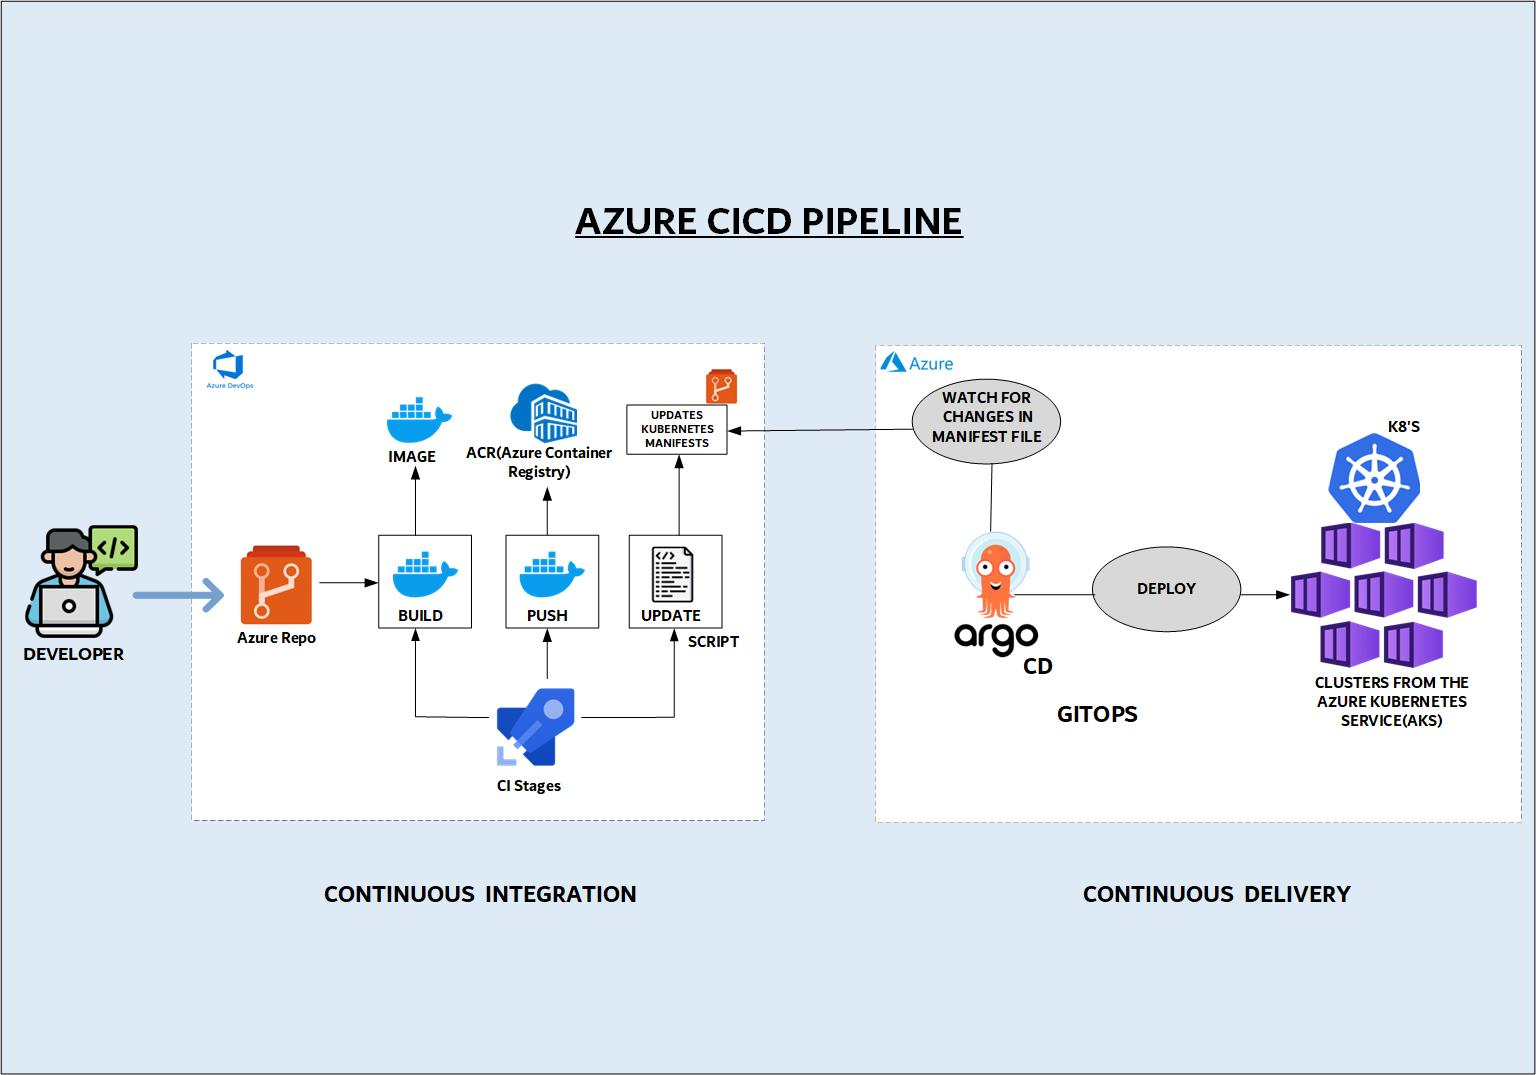 AZURE CICD PIPELINE
Azure DevOps
IMAGE
ACR(Azure Container
Registry)
UPDATES
KUBERNETES
MANIFESTS
BUILD
PUSH
UPDATE
SCRIPT
Azure Repo
DEVELOPER
CI Stages
CONTINUOUS INTEGRATION
Azure
WATCH FOR
CHANGES IN
MANIFEST FILE
argo
CD
DEPLOY
GITOPS
K8'S
CLUSTERS FROM THE
AZURE KUBERNETES
SERVICE(AKS)
CONTINUOUS DELIVERY